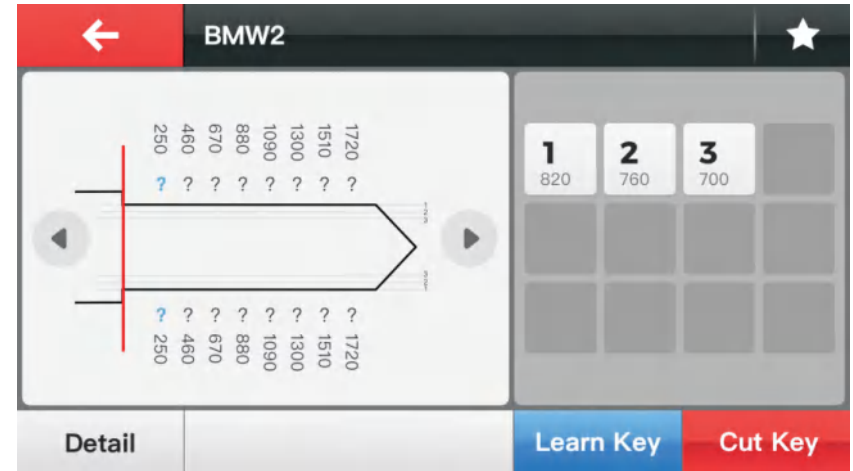 BMW2
250 460 670 880 1090 1300 1510 1720
? ? ? ? ? ? ? ?
? ? ? ? ? ? ? ?
250 460 670 880 1090 1300 1510 1720
1 2 3
820 760 700
Detail
Learn Key
Cut Key